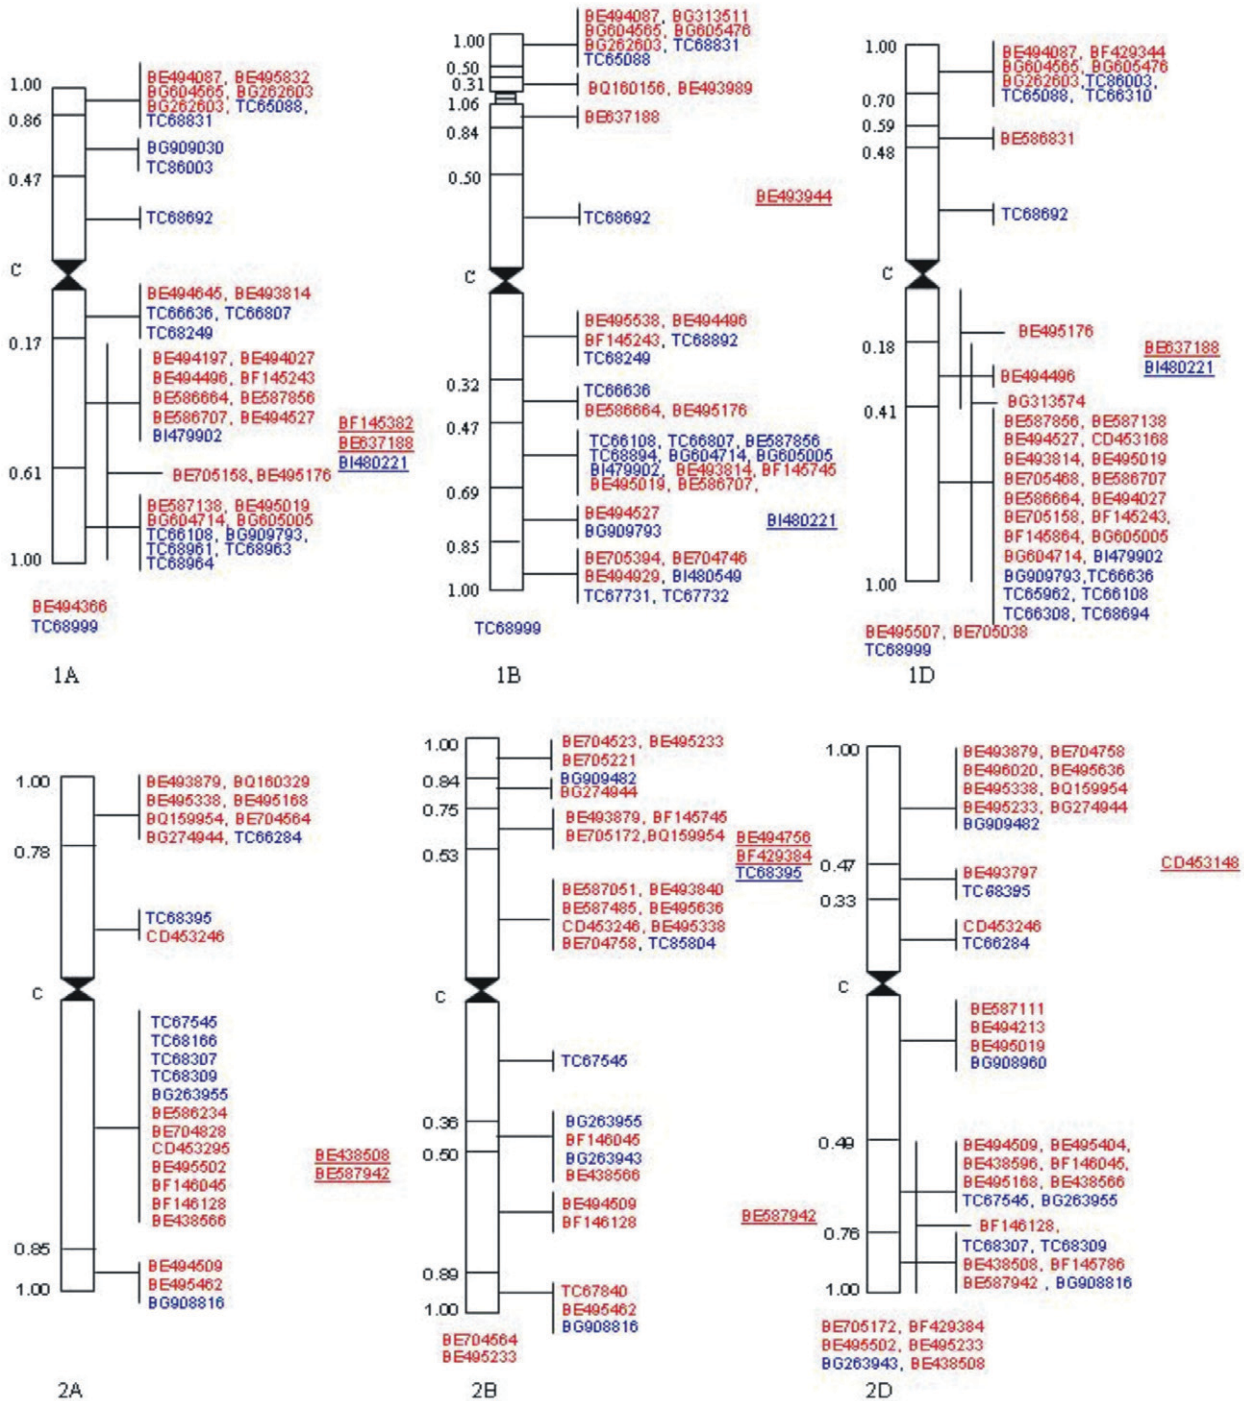 1.00
0.86
0.47
C
0.17
0.61
1.00
BE494087, BE495832
BG604565, BG262603
BG262603, TC65088,
TC68831
BG909030
TC86003
TC68692
BE494645, BE493814
TC66636, TC66807
TC68249
BE494197, BE494027
BE494496, BF145243
BE586664, BE587856
BE586707, BE494527
BI479902
BE705158, BE495176
BE587138, BE495019
BG604714, BG605005
TC66108, BG909793,
TC68961, TC68963
TC68964
BF145382
BE637188
BI480221
BE494366
TC68999
1A
1.00
0.50
0.31
1.06
0.84
0.50
C
0.32
0.47
0.69
0.85
1.00
BE494087, BG313511
BG604565, BG605476
BG262603, TC68831
TC65088
BQ160156, BE493989
BE637188
TC68692
BE493944
BE495538, BE494496
BF145243, TC68892
TC68249
TC66636
BE586664, BE495176
TC66108, TC66807, BE587856
TC68894, BG604714, BG605005
BI479902, BE493814, BF145745
BE495019, BE586707,
BE494527
BG909793
BI480221
BE705394, BE704746
BE494929, BI480549
TC67731, TC67732
TC68999
1B
1.00
0.70
0.59
0.48
C
0.18
0.41
1.00
BE494087, BF429344
BG604565, BG605476
BG262603, TC86003,
TC65088, TC66310
BE586831
TC68692
BE495176
BE637188
BI480221
BE494496
BG313574
BE587856, BE587138
BE494527, CD453168
BE493814, BE495019
BE705468, BE586707
BE586664, BE494027
BE705158, BF145243,
BF145864, BG605005
BG604714, BI479902
BG909793,TC66636
TC65962, TC66108
TC66308, TC68694
BE495507, BE705038
TC68999
1D
1.00
0.78
C
0.85
1.00
BE493879, BQ160329
BE495338, BE495168
BQ159954, BE704564
BG274944, TC66284
TC68395
CD453246
TC67545
TC68166
TC68307
TC68309
BG263955
BE586234
BE704828
CD453295
BE495502
BF146045
BF146128
BE438566
BE438508
BE587942
BE494509
BE495462
BG908816
2A
1.00
0.84
0.75
0.53
C
0.36
0.50
0.89
1.00
BE704523, BE495233
BE705221
BG909482
BG274944
BE493879, BF145745
BE705172,BQ159954
BE494756
BF429384
TC68395
BE587051, BE493840
BE587485, BE495636
CD453246, BE495338
BE704758, TC85804
TC67545
BG263955
BF146045
BG263943
BE438566
BE494509
BF146128
BE587942
TC67840
BE495462
BG908816
BE704564
BE495233
2B
1.00
0.47
0.33
C
0.49
0.76
1.00
BE493879, BE704758
BE496020, BE495636
BE495338, BQ159954
BE495233, BG274944
BG909482
BE493797
TC68395
CD453148
CD453246
TC66284
BE587111
BE494213
BE495019
BG908960
BE494509, BE495404,
BE438596, BF146045,
BE495168, BE438566
TC67545, BG263955
BF146128,
TC68307, TC68309
BE438508, BF145786
BE587942 , BG908816
BE705172, BF429384
BE495502, BE495233
BG263943, BE438508
2D